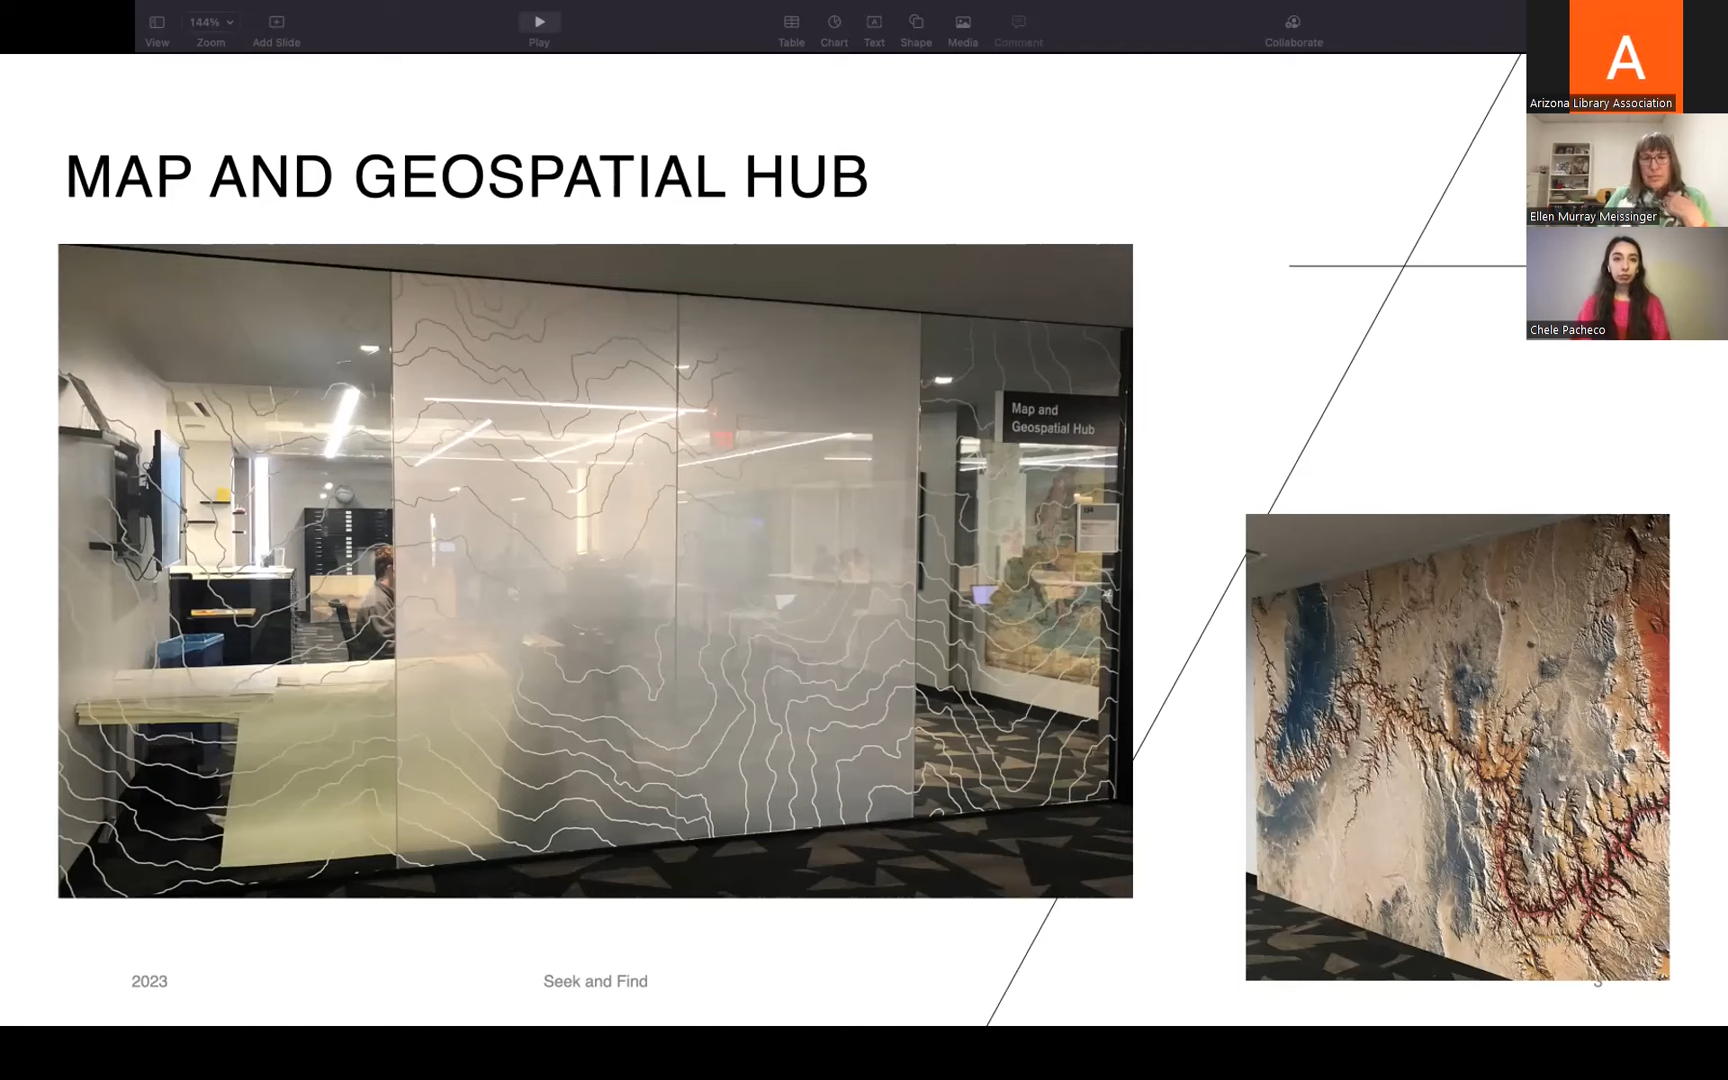 144%
View
Zoom
Add Slide
Play
Table
Chart
Text
Shape
Media
Comment
Collaborate
A
Arizona Library Association
Ellen Murray Meissinger
Chele Pacheco
MAP AND GEOSPATIAL HUB
Map and
Geospatial Hub
2023
Seek and Find
3